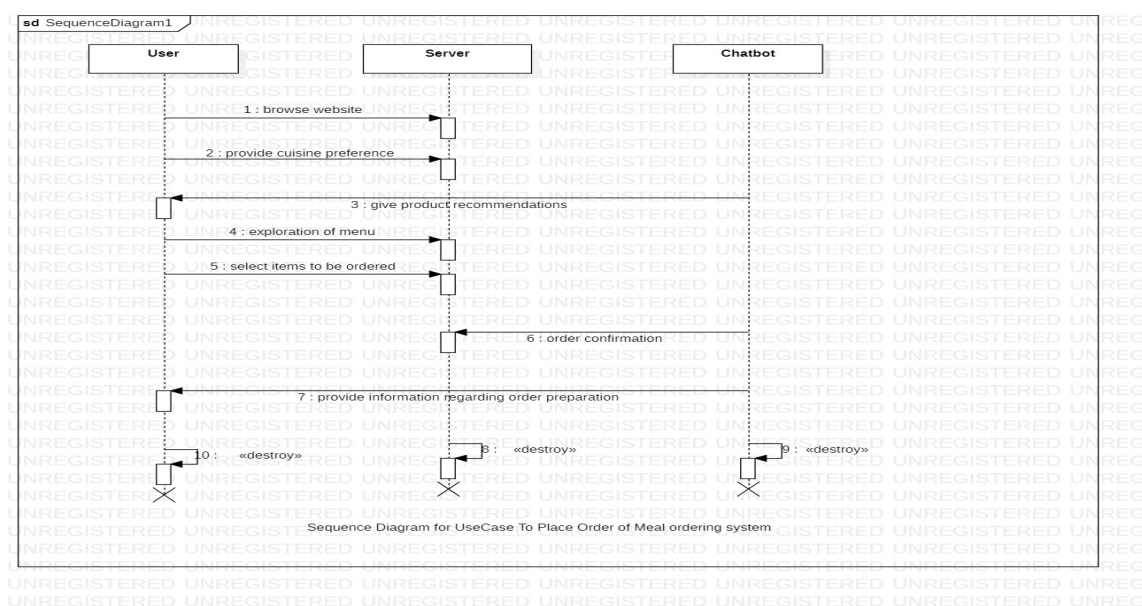 sd SequenceDiagram1
User
Server
Chatbot
1 : browse website
2 : provide cuisine preference
3 : give product recommendations
4 : exploration of menu
5 : select items to be ordered
6 : order confirmation
7 : provide information regarding order preparation
10 : «destroy»
8 : «destroy»
9 : «destroy»
Sequence Diagram for UseCase To Place Order of Meal ordering system
UNREGISTERED